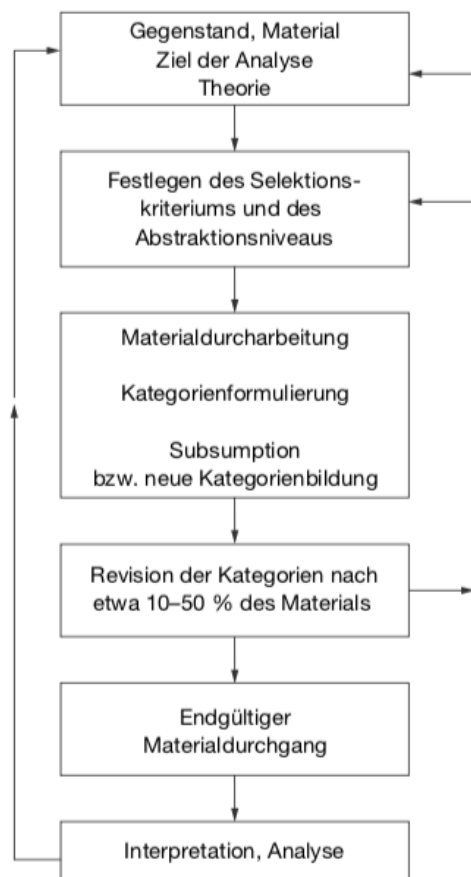 Gegenstand, Material
Ziel der Analyse
Theorie
Festlegen des Selektions-
kriteriums und des
Abstraktionsniveaus
Materialdurcharbeitung
Kategorienformulierung
Subsumption
bzw. neue Kategorienbildung
Revision der Kategorien nach
etwa 10–50 % des Materials
Endgültiger
Materialdurchgang
Interpretation, Analyse